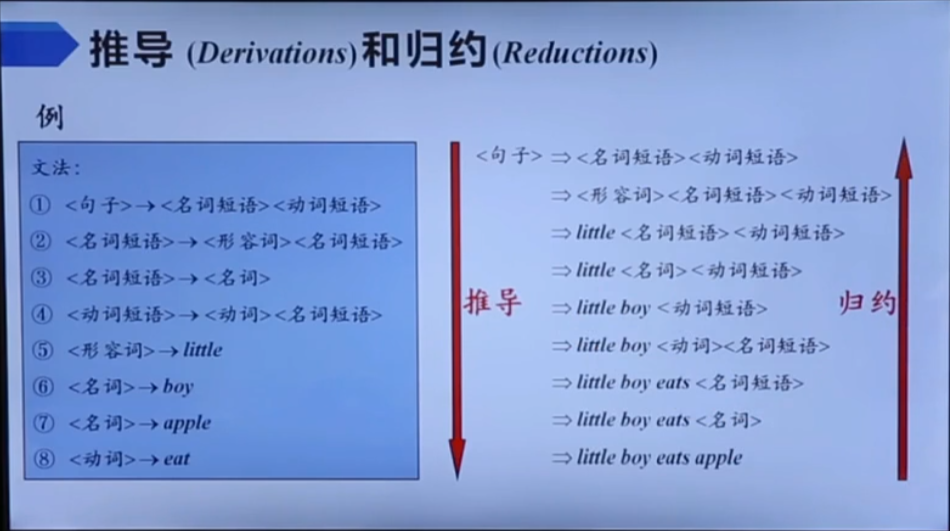 推导 (Derivations)和归约(Reductions)
例
文法：
① <句子>→<名词短语><动词短语>
② <名词短语>→<形容词><名词短语>
③ <名词短语>→<名词>
④ <动词短语>→<动词><名词短语>
⑤ <形容词>→little
⑥ <名词>→boy
⑦ <名词>→apple
⑧ <动词>→eat
推导
<句子> ⇒<名词短语><动词短语>
⇒<形容词><名词短语><动词短语>
⇒little <名词短语><动词短语>
⇒little <名词><动词短语>
⇒little boy <动词短语>
⇒little boy <动词><名词短语>
⇒little boy eats <名词短语>
⇒little boy eats <名词>
⇒little boy eats apple
归约